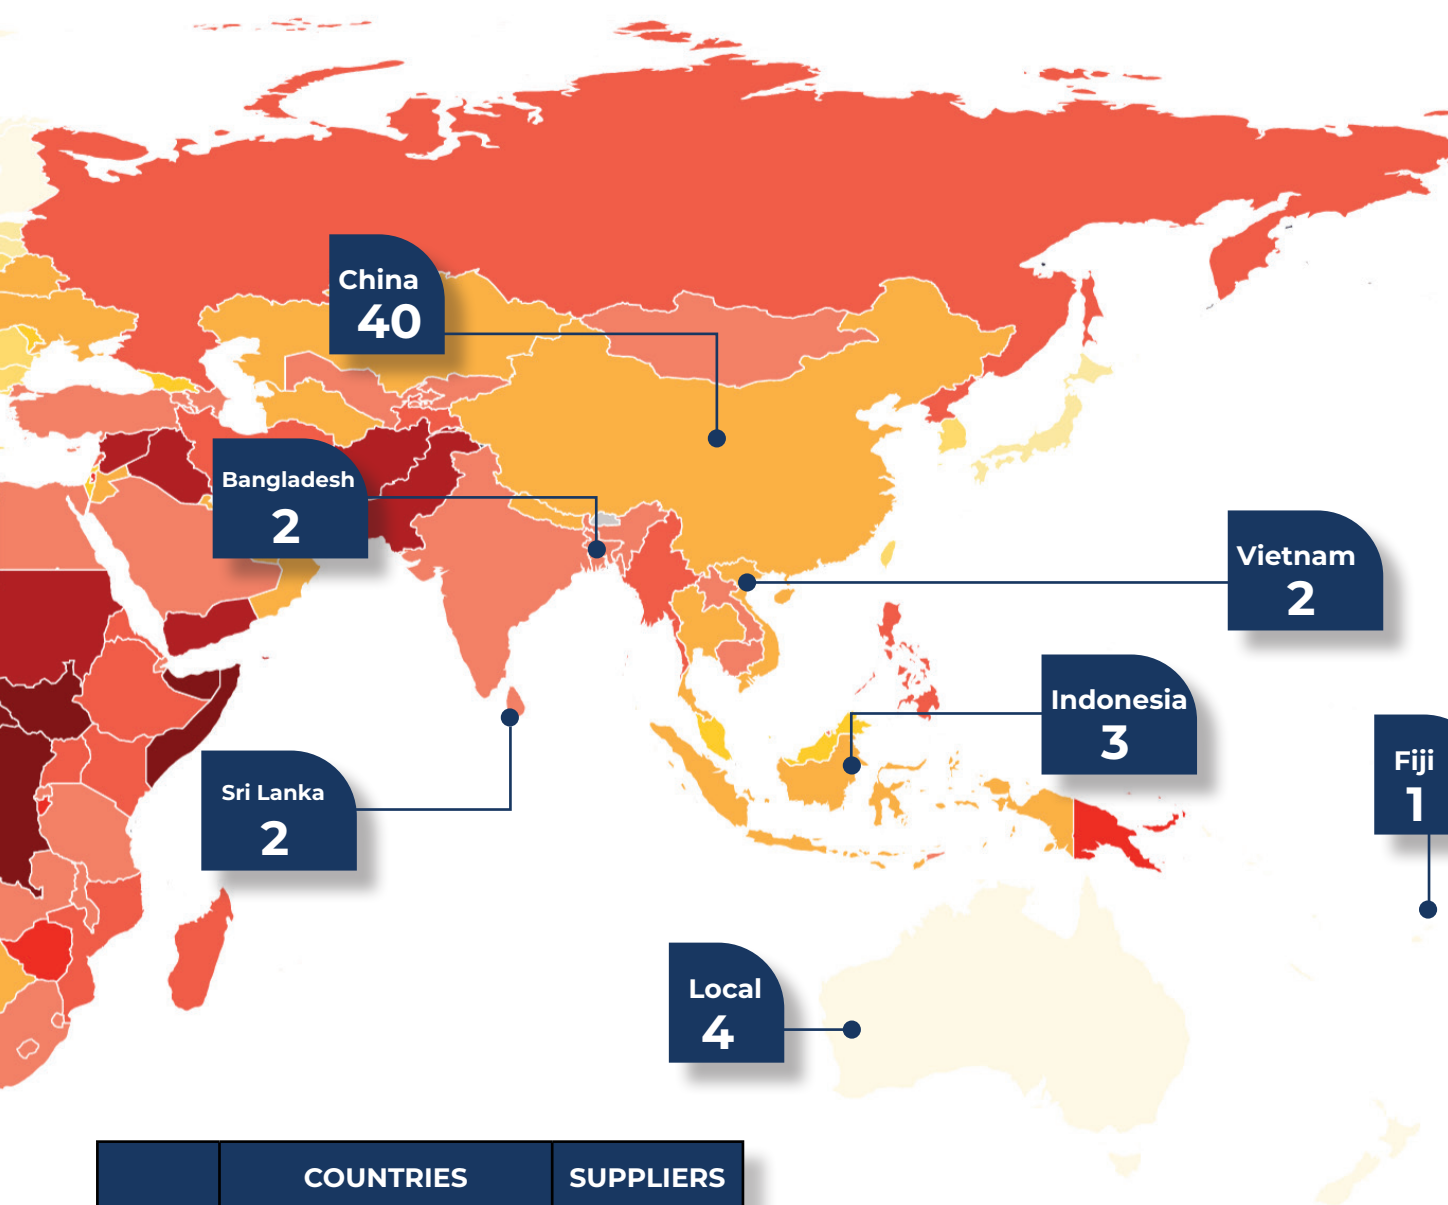 China
40
Bangladesh
2
Vietnam
2
Indonesia
3
Fiji
1
Sri Lanka
2
Local
4
COUNTRIES
SUPPLIERS